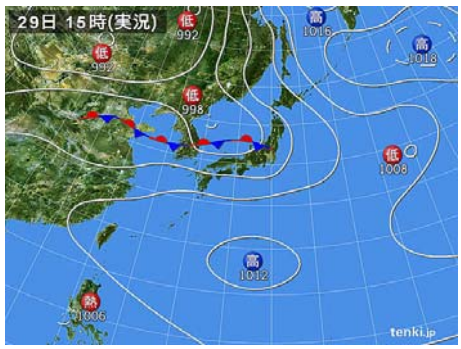 29日 15時(実況)
低
992
高
1016
高
1018
低
992
低
998
低
1008
高
1012
熱
1006
tenki.jp